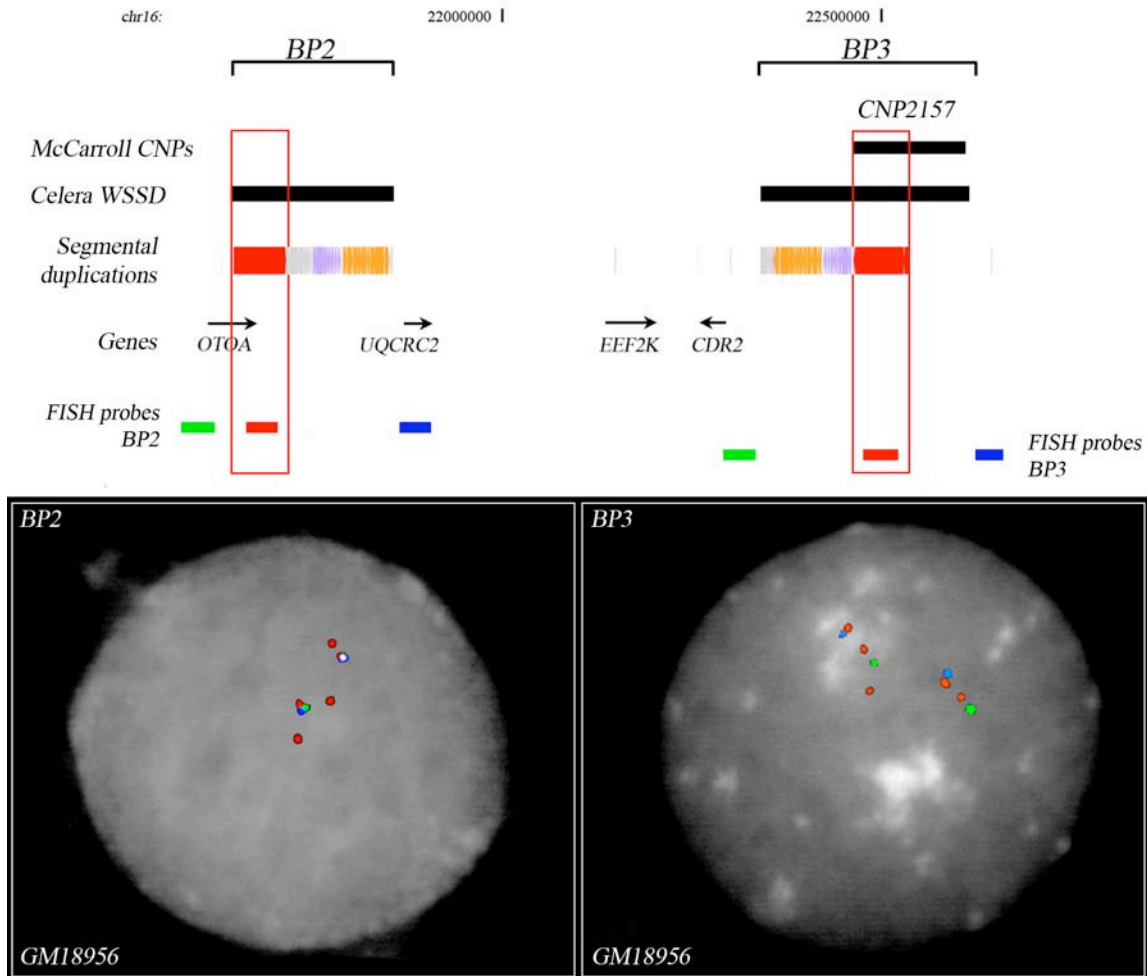 chr16: 22000000 22500000
BP2 BP3
CNP2157
McCarroll CNPs
Celera WSSD
Segmental
duplications
Genes
OTOA UQCRC2 EEF2K CDR2
FISH probes
BP2
FISH probes
BP3
BP2
GM18956
BP3
GM18956